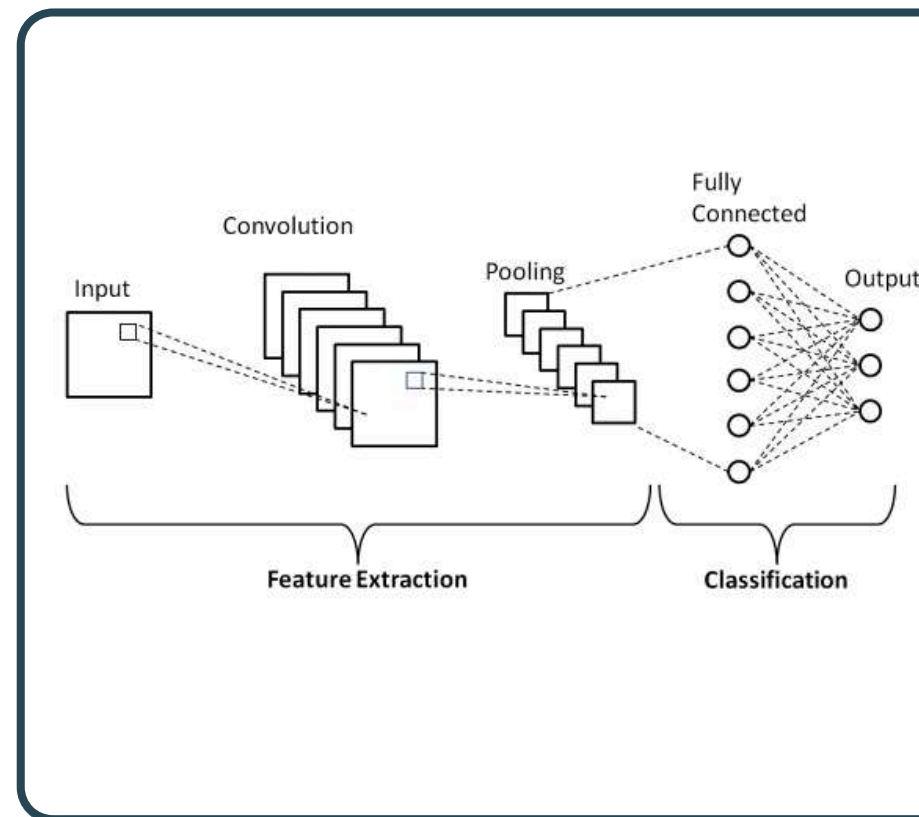 Input
Convolution
Pooling
Fully
Connected
Output
Feature Extraction
Classification